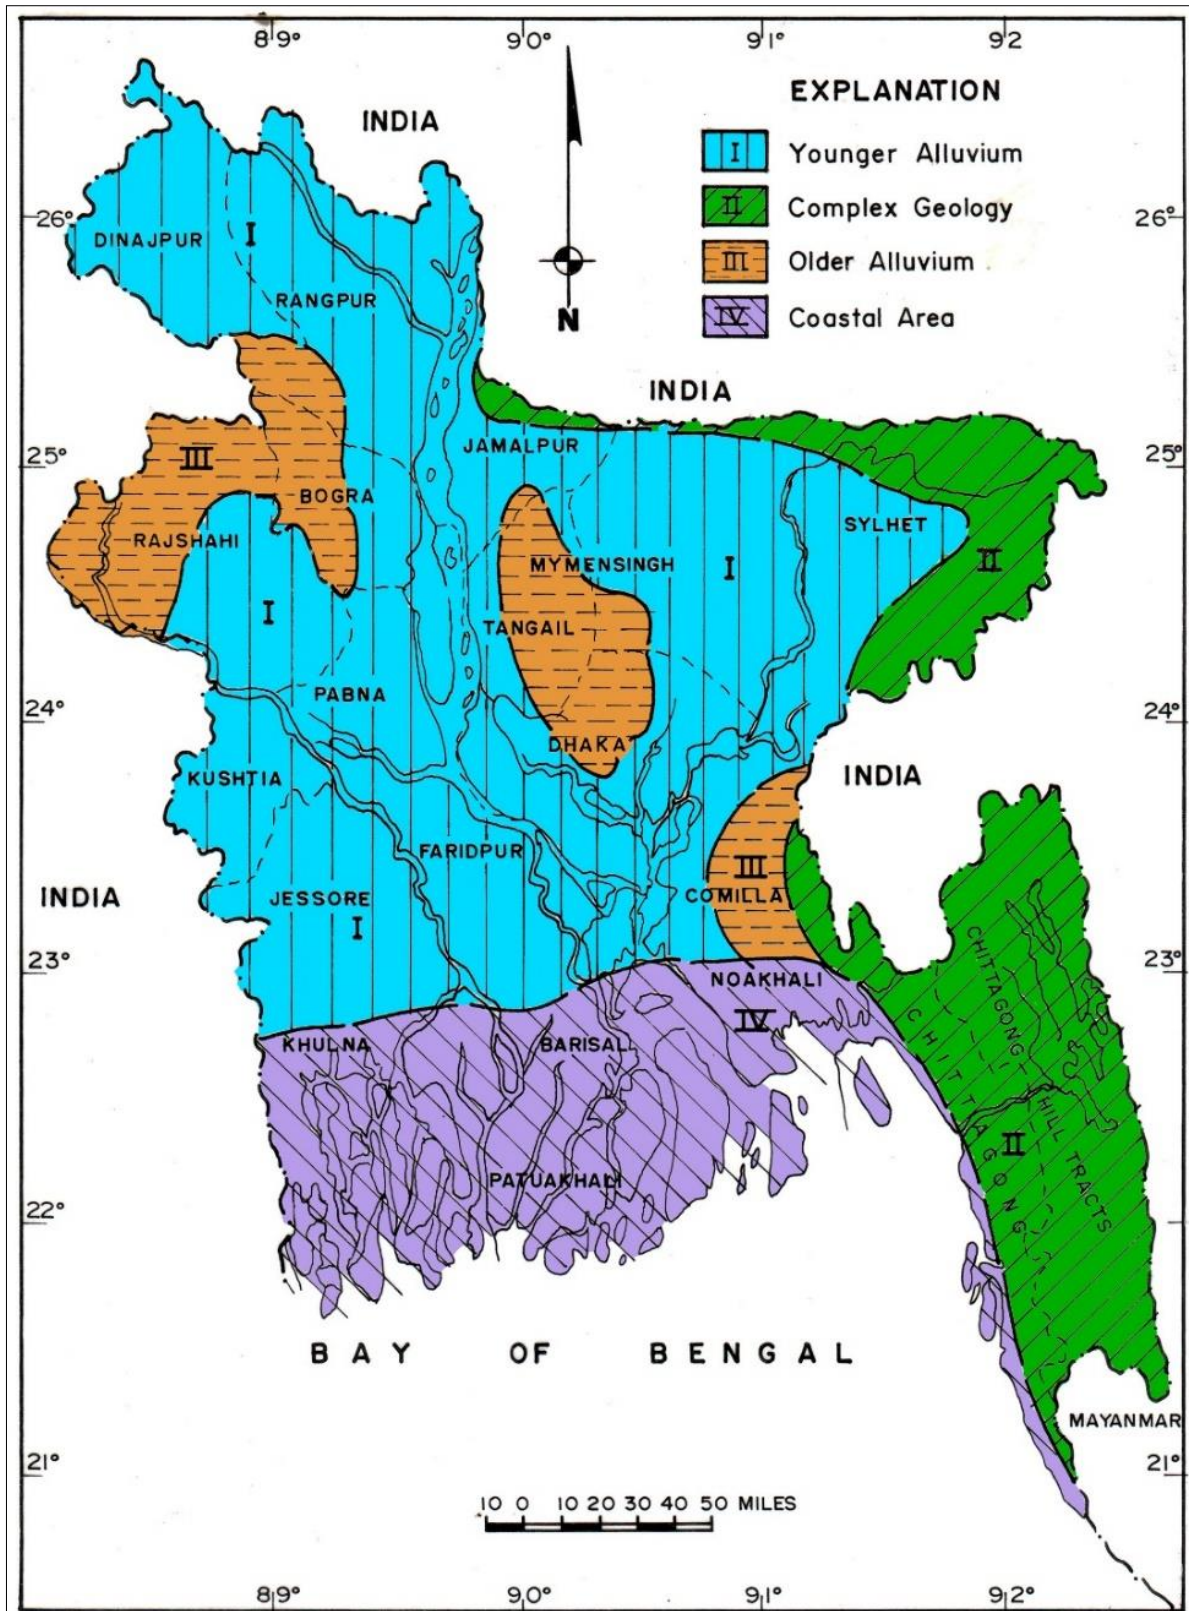 89° 90° 91° 92°
EXPLANATION
INDIA
I Younger Alluvium
II Complex Geology
26° 26°
I
DINAJPUR
III Older Alluvium
RANGPUR
IV Coastal Area
N
INDIA
JAMALPUR
25° 25°
III
BOGRA
SYLHET
RAJSHAHI
MYMENSINGH
I
II
I
TANGAIL
PABNA
24° 24°
DHAKA
KUSHTIA
INDIA
FARIDPUR
III
INDIA
JESSORE
COMILLA
I
23° 23°
NOAKHALI
IV
KHULNA
BARISAL
CHITTAGONG
CHITTAGONG HILL TRACTS
II
PATUAKHALI
22° 22°
BAY OF BENGAL
MAYANMAR
21° 21°
10 0 10 20 30 40 50 MILES
89° 90° 91° 92°